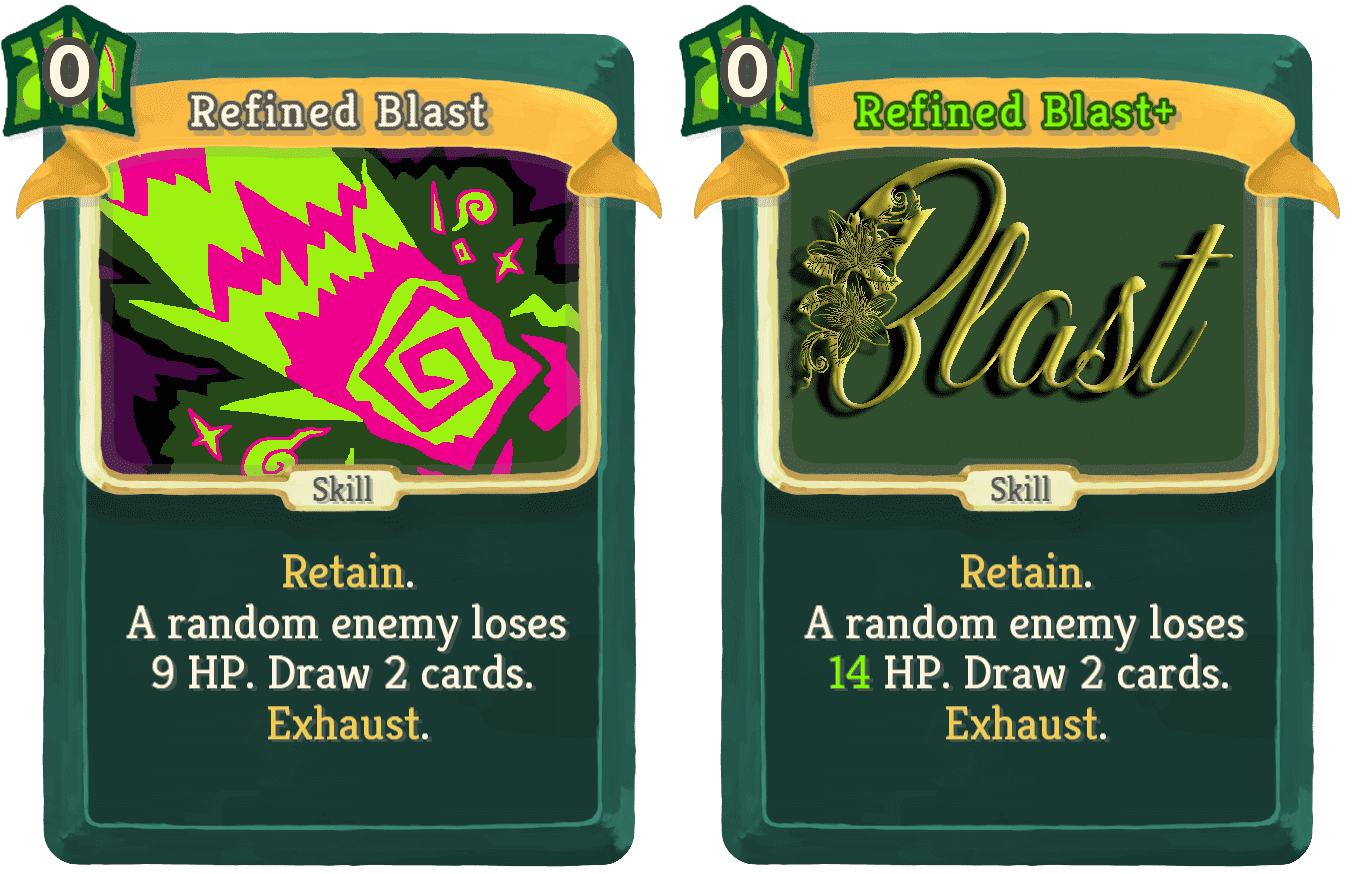 0
Refined Blast
Skill
Retain.
A random enemy loses
9 HP. Draw 2 cards.
Exhaust.
0
Refined Blast+
Blast
Skill
Retain.
A random enemy loses
14 HP. Draw 2 cards.
Exhaust.